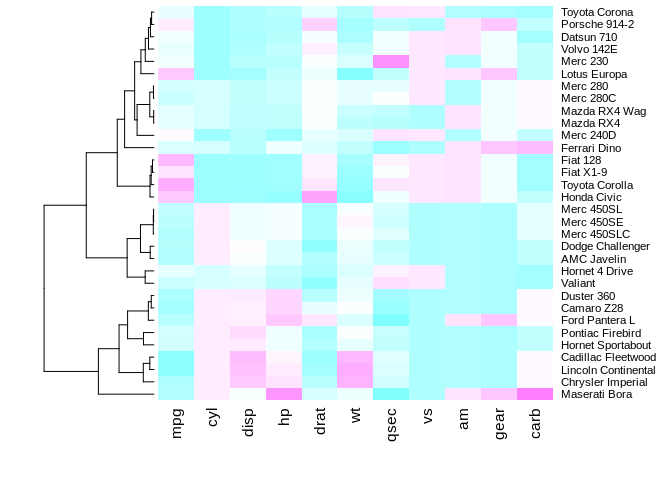 Toyota Corona
Porsche 914-2
Datsun 710
Volvo 142E
Merc 230
Lotus Europa
Merc 280
Merc 280C
Mazda RX4 Wag
Mazda RX4
Merc 240D
Ferrari Dino
Fiat 128
Fiat X1-9
Toyota Corolla
Honda Civic
Merc 450SL
Merc 450SE
Merc 450SLC
Dodge Challenger
AMC Javelin
Hornet 4 Drive
Valiant
Duster 360
Camaro Z28
Ford Pantera L
Pontiac Firebird
Hornet Sportabout
Cadillac Fleetwood
Lincoln Continental
Chrysler Imperial
Maserati Bora
mpg
cyl
disp
hp
drat
wt
qsec
vs
am
gear
carb